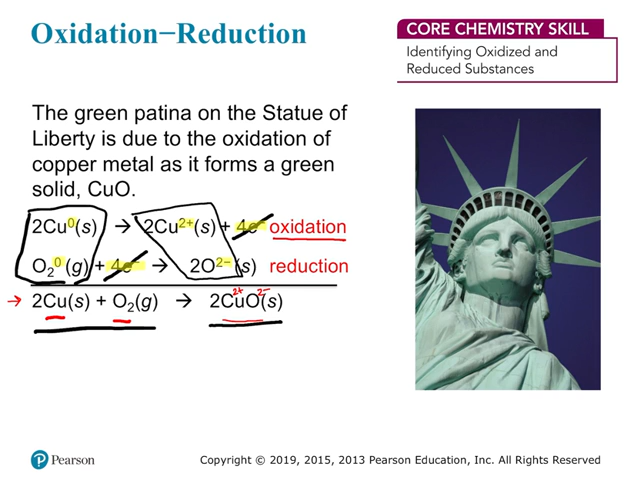 Oxidation−Reduction
CORE CHEMISTRY SKILL
Identifying Oxidized and
Reduced Substances
The green patina on the Statue of
Liberty is due to the oxidation of
copper metal as it forms a green
solid, CuO.
2Cu⁰(s) → 2Cu²⁺(s) + 4e⁻ oxidation
O₂⁰ (g) + 4e⁻ → 2O²⁻(s) reduction
2+ 2−
→ 2Cu(s) + O₂(g) → 2CuO(s)
Pearson
Copyright © 2019, 2015, 2013 Pearson Education, Inc. All Rights Reserved